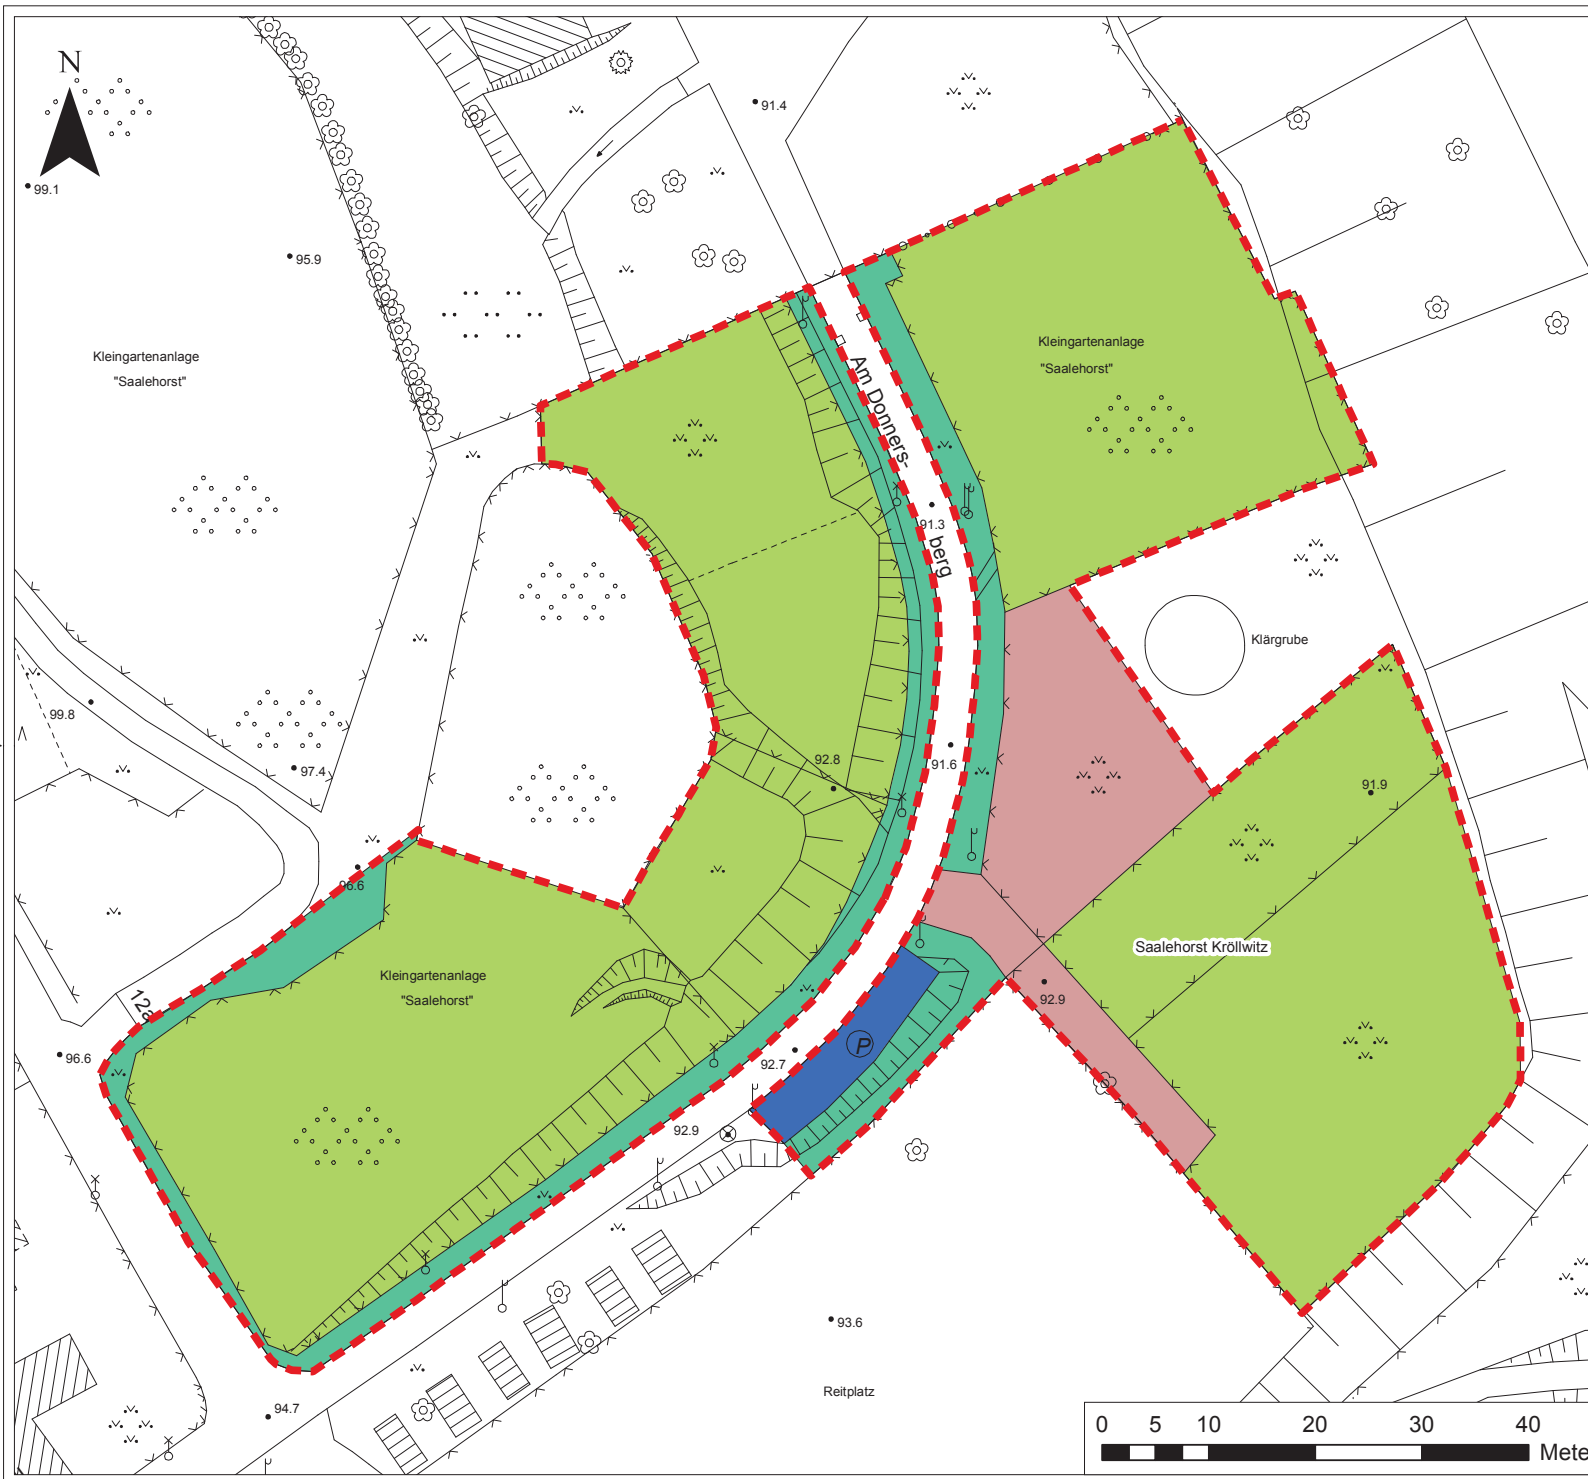 N
91.4
99.1
95.9
Kleingartenanlage
"Saalehorst"
Kleingartenanlage
"Saalehorst"
Am Donners-
berg
91.3
Klärgrube
99.8
97.4
92.8
91.6
91.9
96.6
Saalehorst Kröllwitz
Kleingartenanlage
"Saalehorst"
92.9
12a
96.6
P
92.7
92.9
93.6
Reitplatz
94.7
0 5 10 20 30 40
Mete